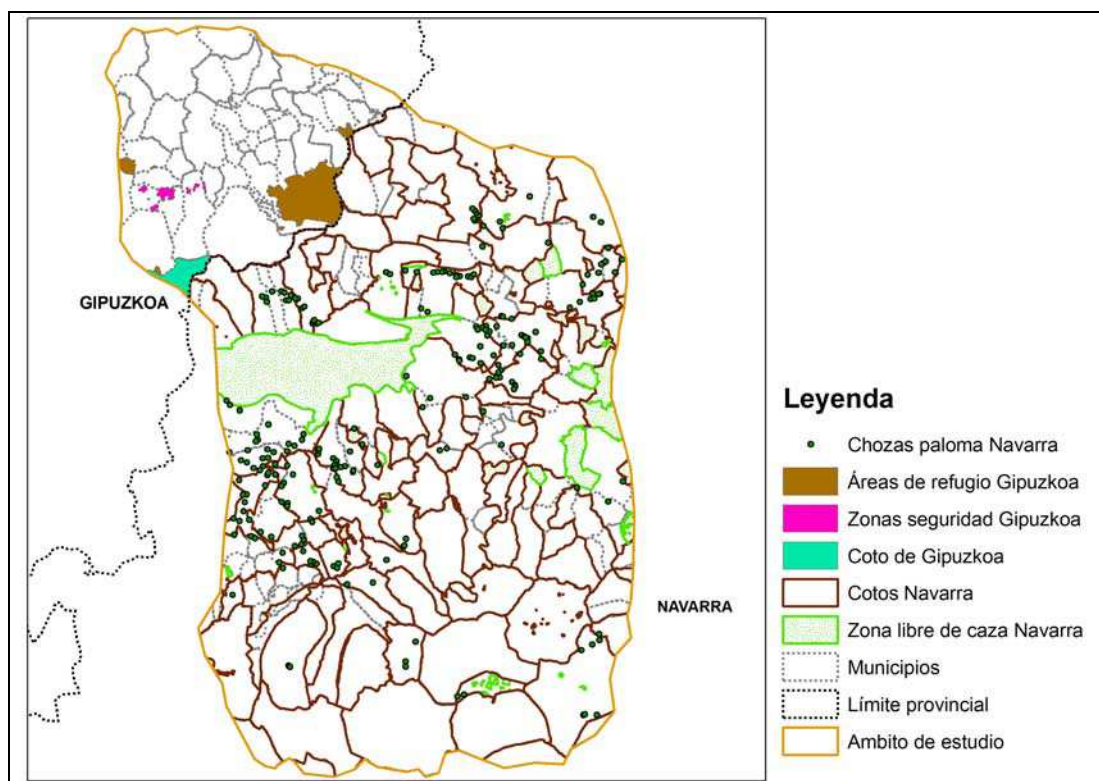 GIPUZKOA
NAVARRA
Leyenda
Chozas paloma Navarra
Áreas de refugio Gipuzkoa
Zonas seguridad Gipuzkoa
Coto de Gipuzkoa
Cotos Navarra
Zona libre de caza Navarra
Municipios
Límite provincial
Ambito de estudio